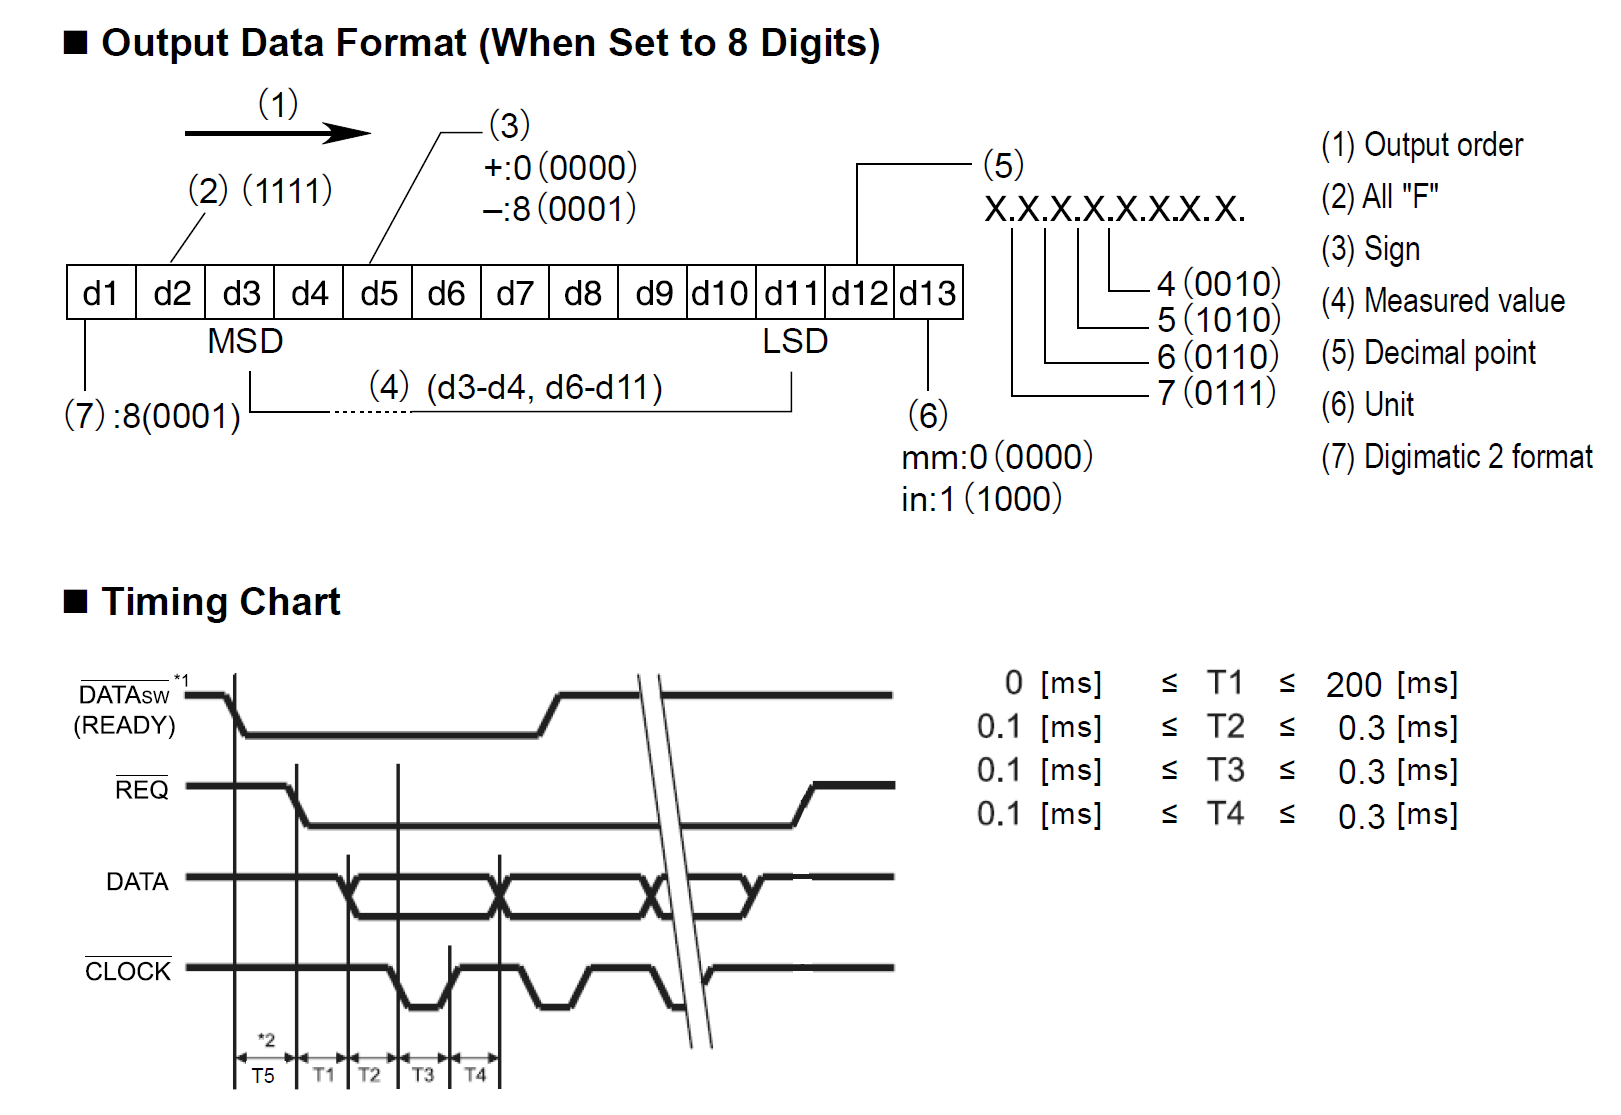 ■ Output Data Format (When Set to 8 Digits)
(1)
(2) (1111)
(3)
+:0 (0000)
–:8 (0001)
(5)
X.X.X.X.X.X.X.X.
4 (0010)
5 (1010)
6 (0110)
7 (0111)
d1 d2 d3 d4 d5 d6 d7 d8 d9 d10 d11 d12 d13
MSD LSD
(4) (d3-d4, d6-d11)
(7) :8(0001)
(6)
mm:0 (0000)
in:1 (1000)
(1) Output order
(2) All "F"
(3) Sign
(4) Measured value
(5) Decimal point
(6) Unit
(7) Digimatic 2 format
■ Timing Chart
DATASW *1
(READY)
REQ
DATA
CLOCK
*2
T5 T1 T2 T3 T4
0 [ms] ≤ T1 ≤ 200 [ms]
0.1 [ms] ≤ T2 ≤ 0.3 [ms]
0.1 [ms] ≤ T3 ≤ 0.3 [ms]
0.1 [ms] ≤ T4 ≤ 0.3 [ms]